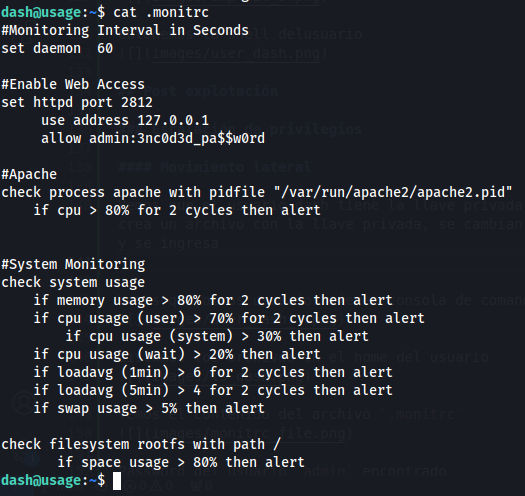 dash@usage:~$ cat .monitrc
#Monitoring Interval in Seconds
set daemon  60

#Enable Web Access
set httpd port 2812
     use address 127.0.0.1
     allow admin:3nc0d3d_pa$$w0rd

#Apache
check process apache with pidfile "/var/run/apache2/apache2.pid"
    if cpu > 80% for 2 cycles then alert


#System Monitoring
check system usage
    if memory usage > 80% for 2 cycles then alert
    if cpu usage (user) > 70% for 2 cycles then alert
        if cpu usage (system) > 30% then alert
    if cpu usage (wait) > 20% then alert
    if loadavg (1min) > 6 for 2 cycles then alert
    if loadavg (5min) > 4 for 2 cycles then alert
    if swap usage > 5% then alert

check filesystem rootfs with path /
       if space usage > 80% then alert
dash@usage:~$